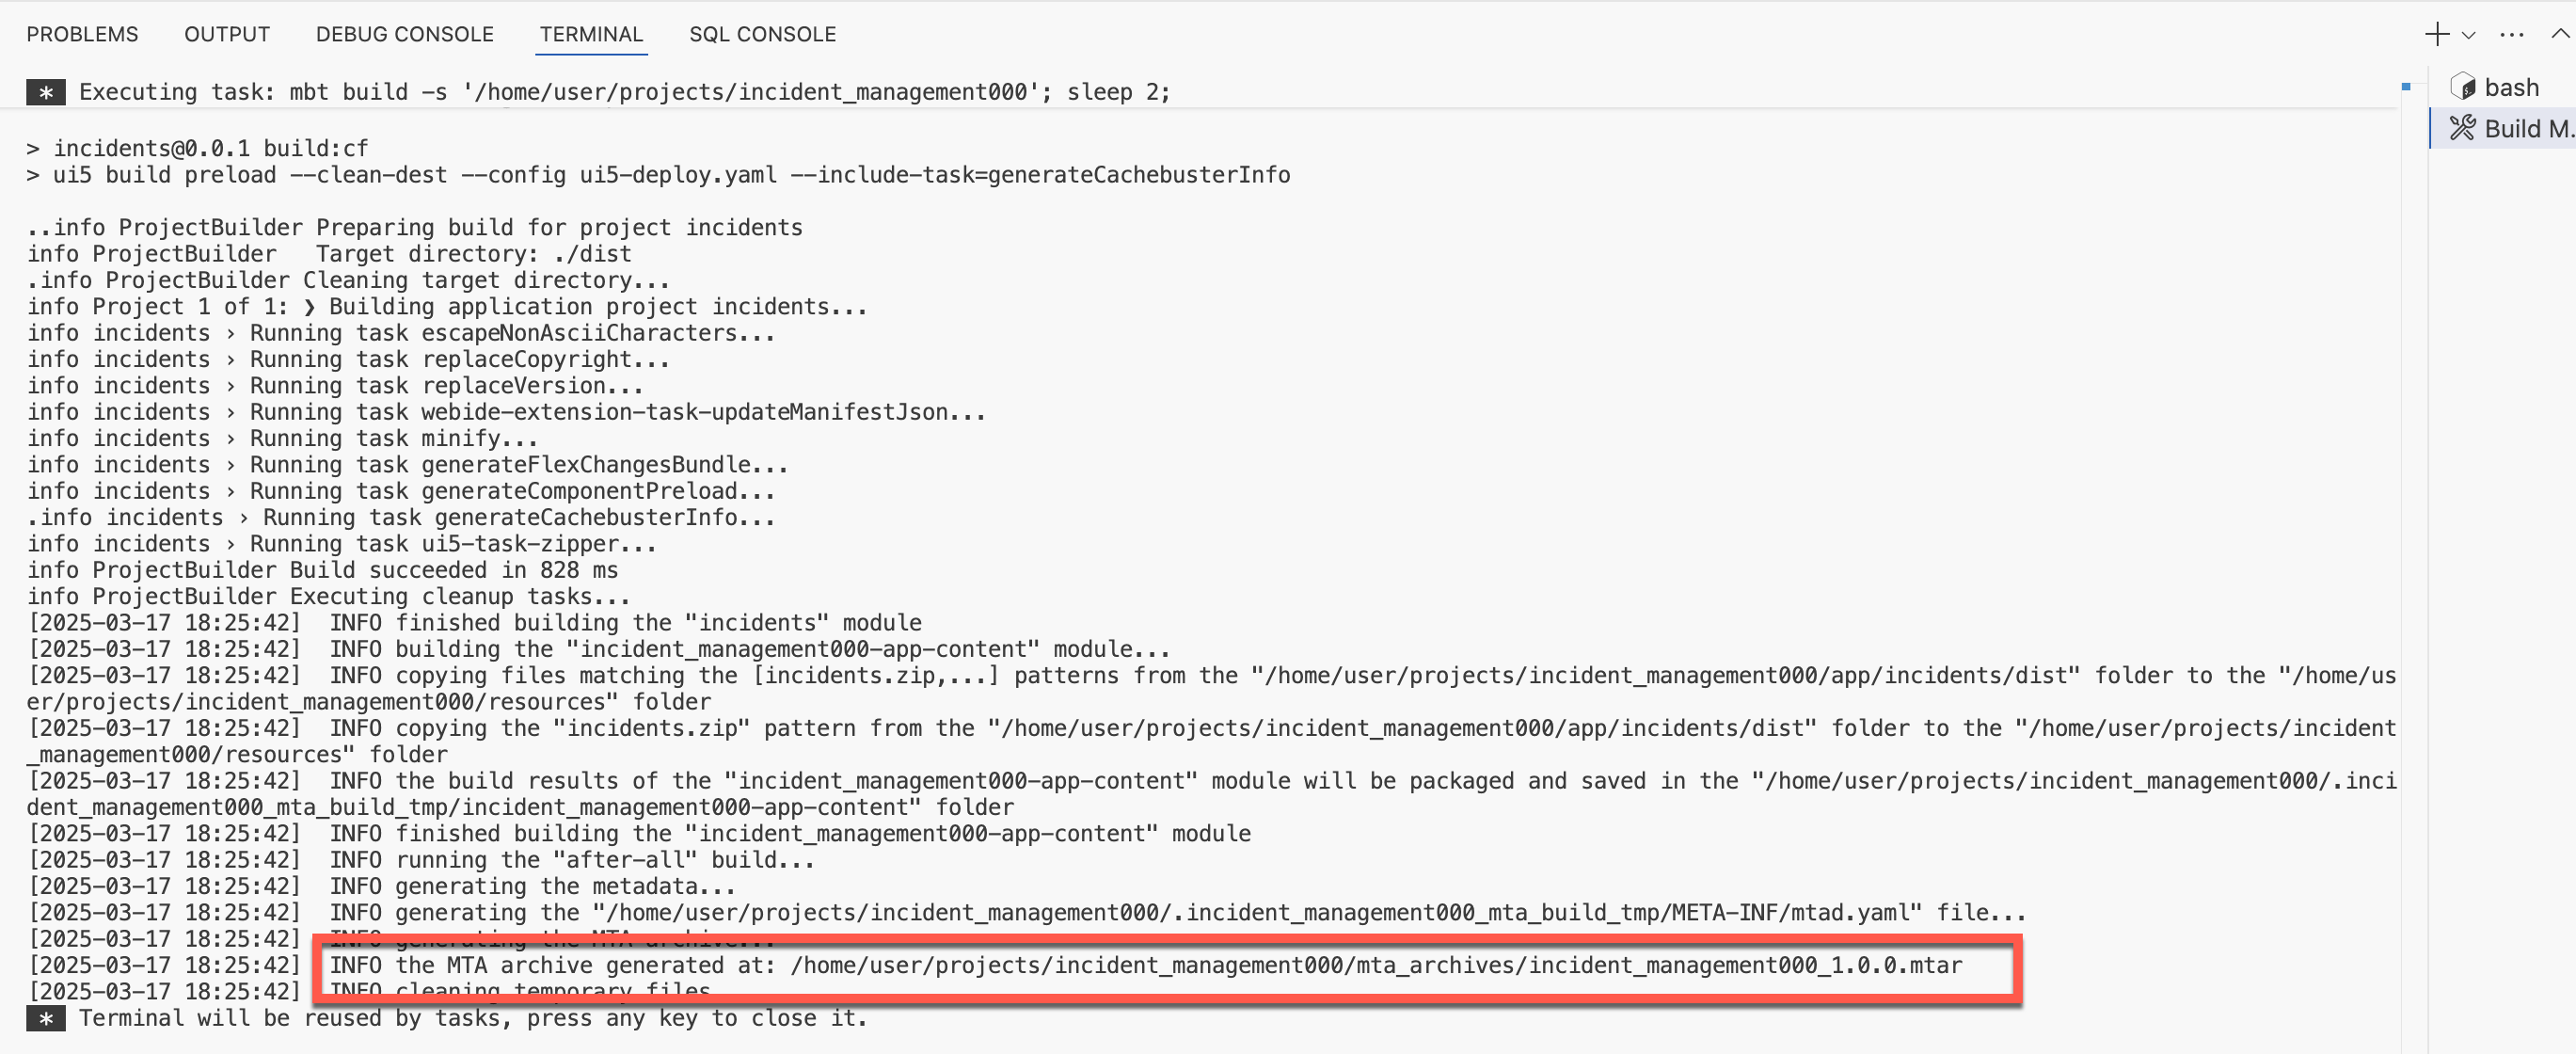 PROBLEMS OUTPUT DEBUG CONSOLE TERMINAL SQL CONSOLE
* Executing task: mbt build -s '/home/user/projects/incident_management000'; sleep 2;
bash
Build M.
> incidents@0.0.1 build:cf
> ui5 build preload --clean-dest --config ui5-deploy.yaml --include-task=generateCachebusterInfo
..info ProjectBuilder Preparing build for project incidents
info ProjectBuilder   Target directory: ./dist
.info ProjectBuilder Cleaning target directory...
info Project 1 of 1: ❯ Building application project incidents...
info incidents › Running task escapeNonAsciiCharacters...
info incidents › Running task replaceCopyright...
info incidents › Running task replaceVersion...
info incidents › Running task webide-extension-task-updateManifestJson...
info incidents › Running task minify...
info incidents › Running task generateFlexChangesBundle...
info incidents › Running task generateComponentPreload...
.info incidents › Running task generateCachebusterInfo...
info incidents › Running task ui5-task-zipper...
info ProjectBuilder Build succeeded in 828 ms
info ProjectBuilder Executing cleanup tasks...
[2025-03-17 18:25:42]  INFO finished building the "incidents" module
[2025-03-17 18:25:42]  INFO building the "incident_management000-app-content" module...
[2025-03-17 18:25:42]  INFO copying files matching the [incidents.zip,...] patterns from the "/home/user/projects/incident_management000/app/incidents/dist" folder to the "/home/us
er/projects/incident_management000/resources" folder
[2025-03-17 18:25:42]  INFO copying the "incidents.zip" pattern from the "/home/user/projects/incident_management000/app/incidents/dist" folder to the "/home/user/projects/incident
_management000/resources" folder
[2025-03-17 18:25:42]  INFO the build results of the "incident_management000-app-content" module will be packaged and saved in the "/home/user/projects/incident_management000/.inci
dent_management000_mta_build_tmp/incident_management000-app-content" folder
[2025-03-17 18:25:42]  INFO finished building the "incident_management000-app-content" module
[2025-03-17 18:25:42]  INFO running the "after-all" build...
[2025-03-17 18:25:42]  INFO generating the metadata...
[2025-03-17 18:25:42]  INFO generating the "/home/user/projects/incident_management000/.incident_management000_mta_build_tmp/META-INF/mtad.yaml" file...
[2025-03-17 18:25:42]  INFO generating the MTA archive...
[2025-03-17 18:25:42]  INFO the MTA archive generated at: /home/user/projects/incident_management000/mta_archives/incident_management000_1.0.0.mtar
[2025-03-17 18:25:42]  INFO cleaning temporary files
* Terminal will be reused by tasks, press any key to close it.